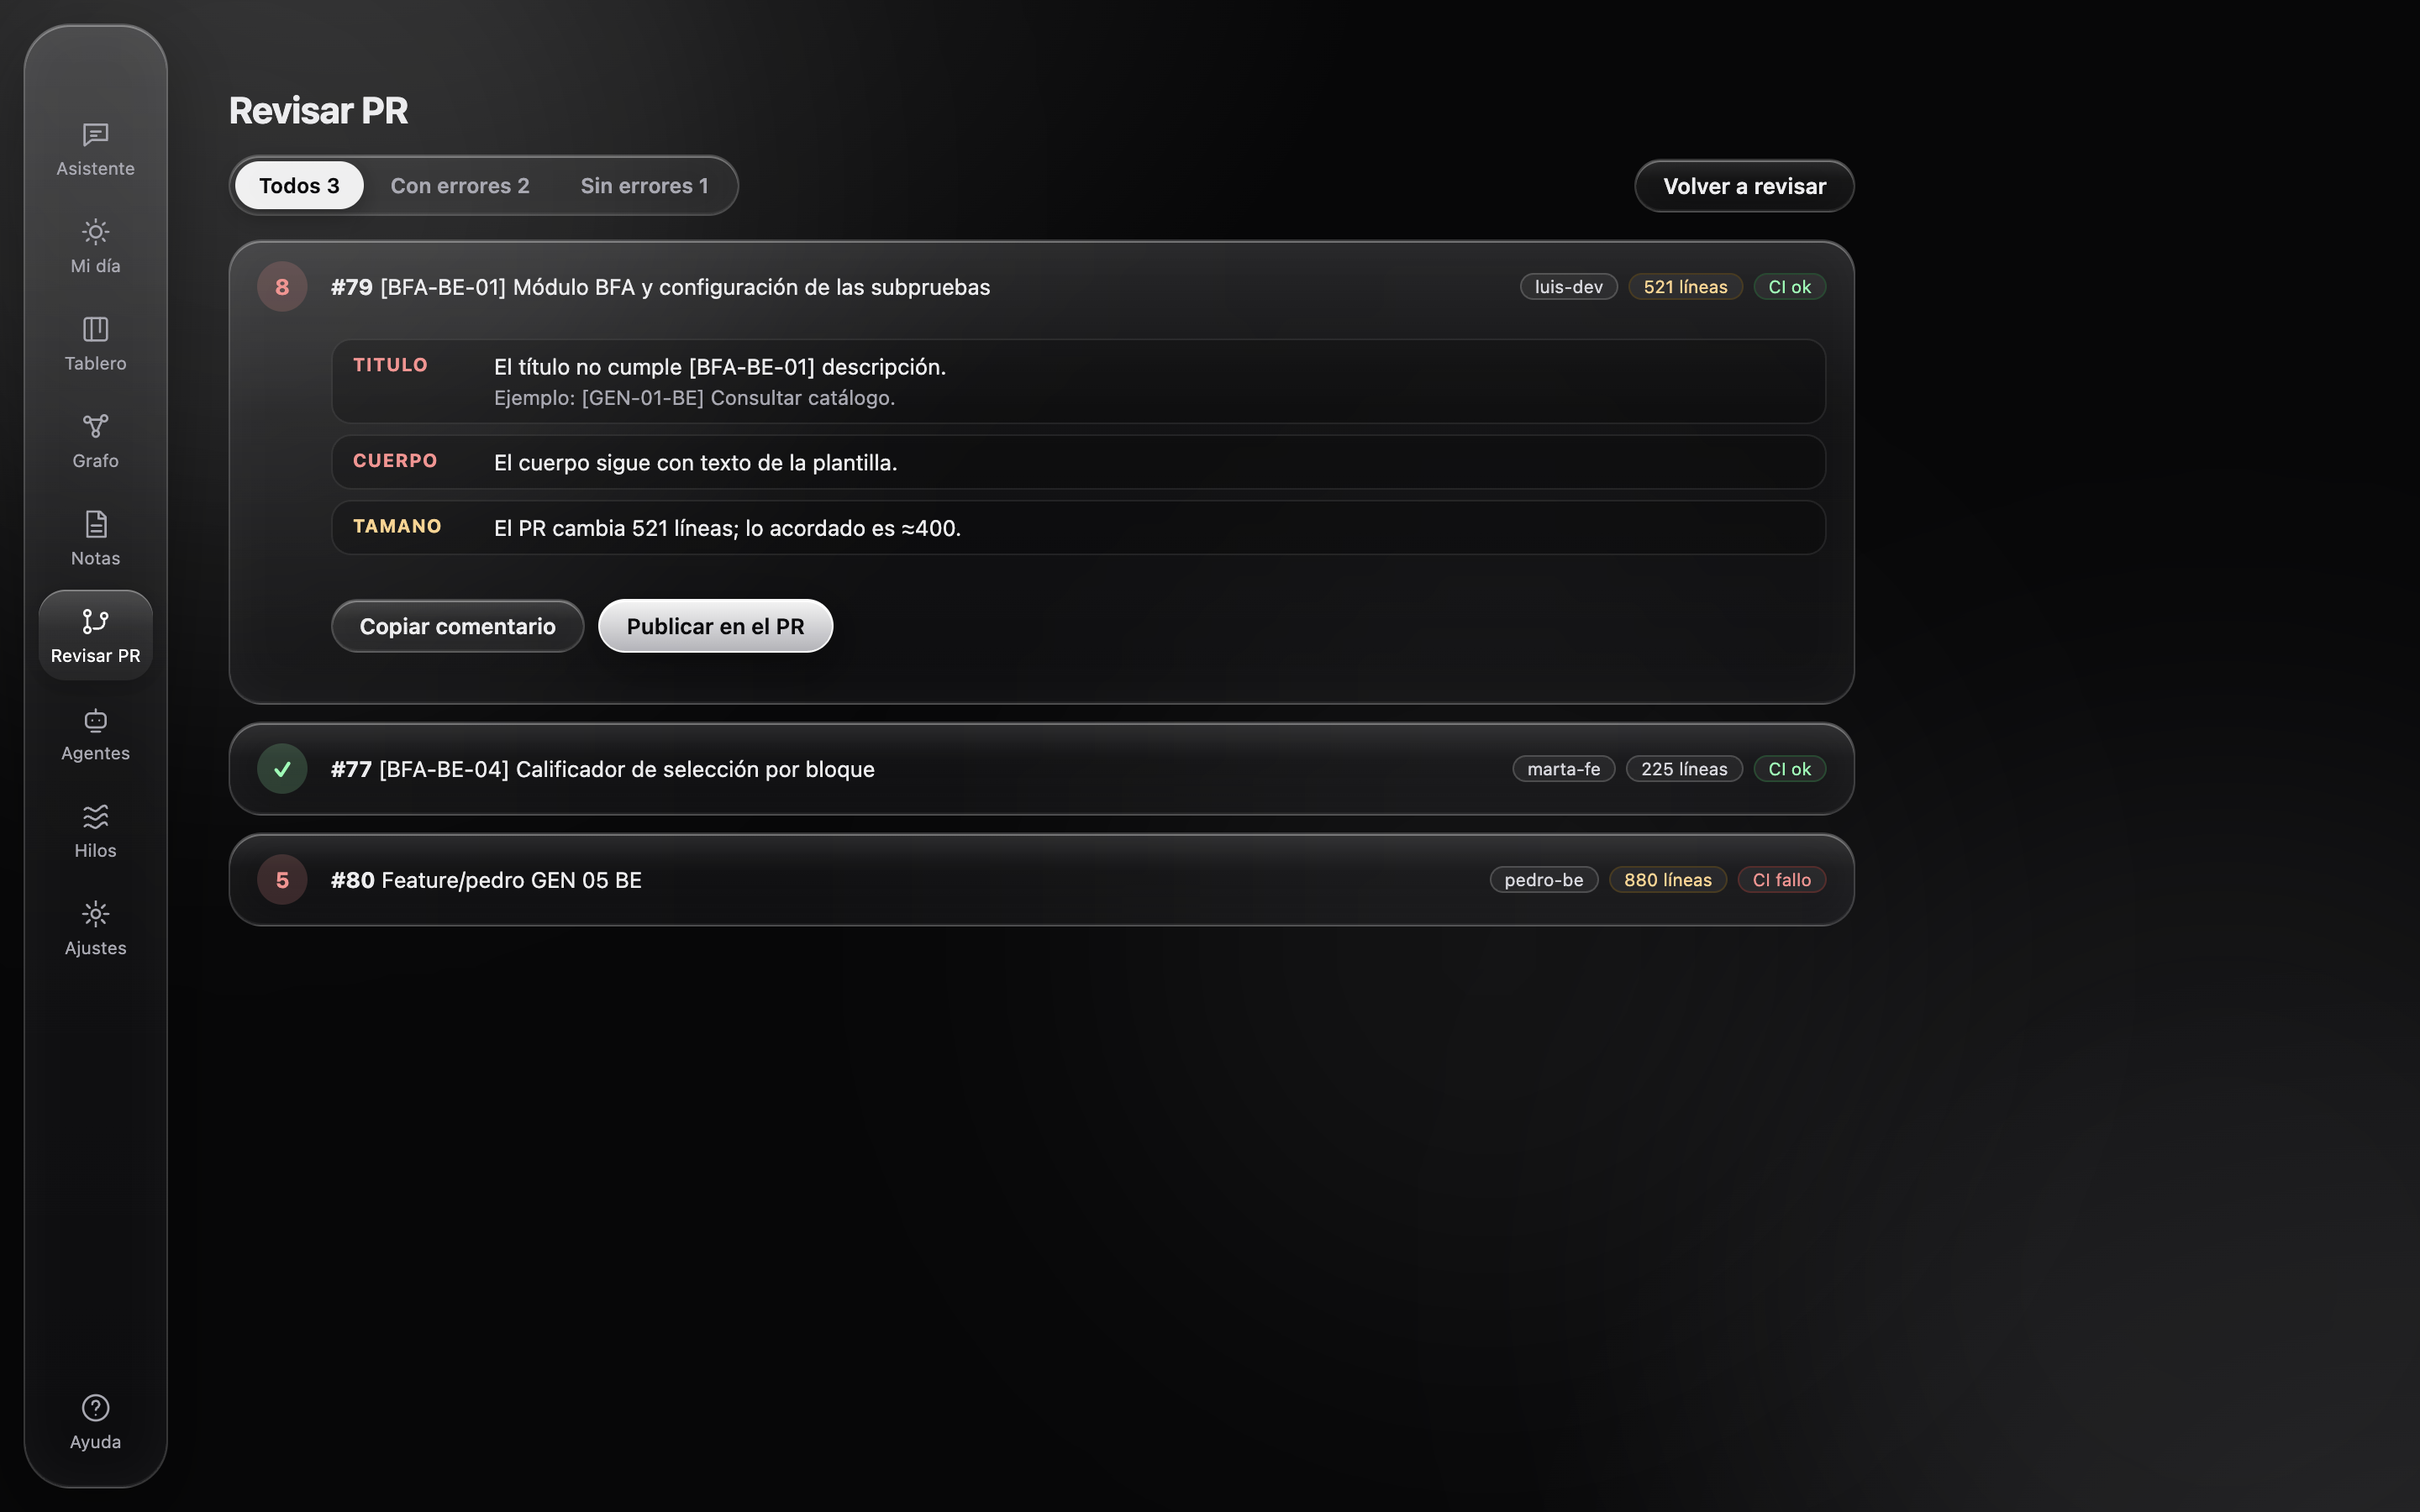 Asistente
Mi día
Tablero
Grafo
Notas
Revisar PR
Agentes
Hilos
Ajustes
Ayuda
Revisar PR
Todos 3
Con errores 2
Sin errores 1
Volver a revisar
8
#79 [BFA-BE-01] Módulo BFA y configuración de las subpruebas
luis-dev
521 líneas
CI ok
TITULO
El título no cumple [BFA-BE-01] descripción.
Ejemplo: [GEN-01-BE] Consultar catálogo.
CUERPO
El cuerpo sigue con texto de la plantilla.
TAMANO
El PR cambia 521 líneas; lo acordado es ≈400.
Copiar comentario
Publicar en el PR
#77 [BFA-BE-04] Calificador de selección por bloque
marta-fe
225 líneas
CI ok
5
#80 Feature/pedro GEN 05 BE
pedro-be
880 líneas
CI fallo